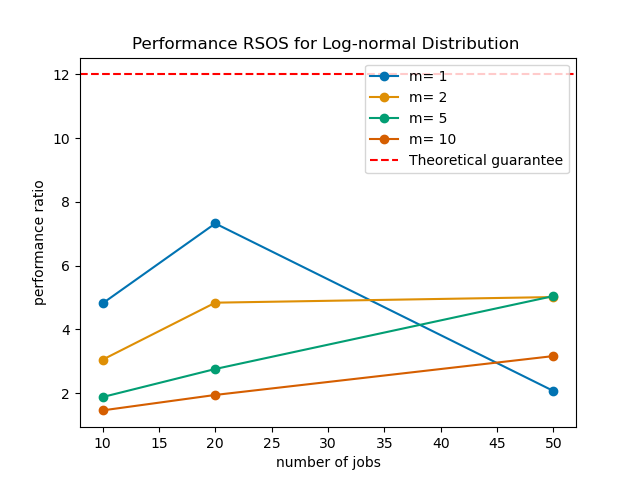 Performance RSOS for Log-normal Distribution
performance ratio
12
10
8
6
4
2
m= 1
m= 2
m= 5
m= 10
Theoretical guarantee
10 15 20 25 30 35 40 45 50
number of jobs